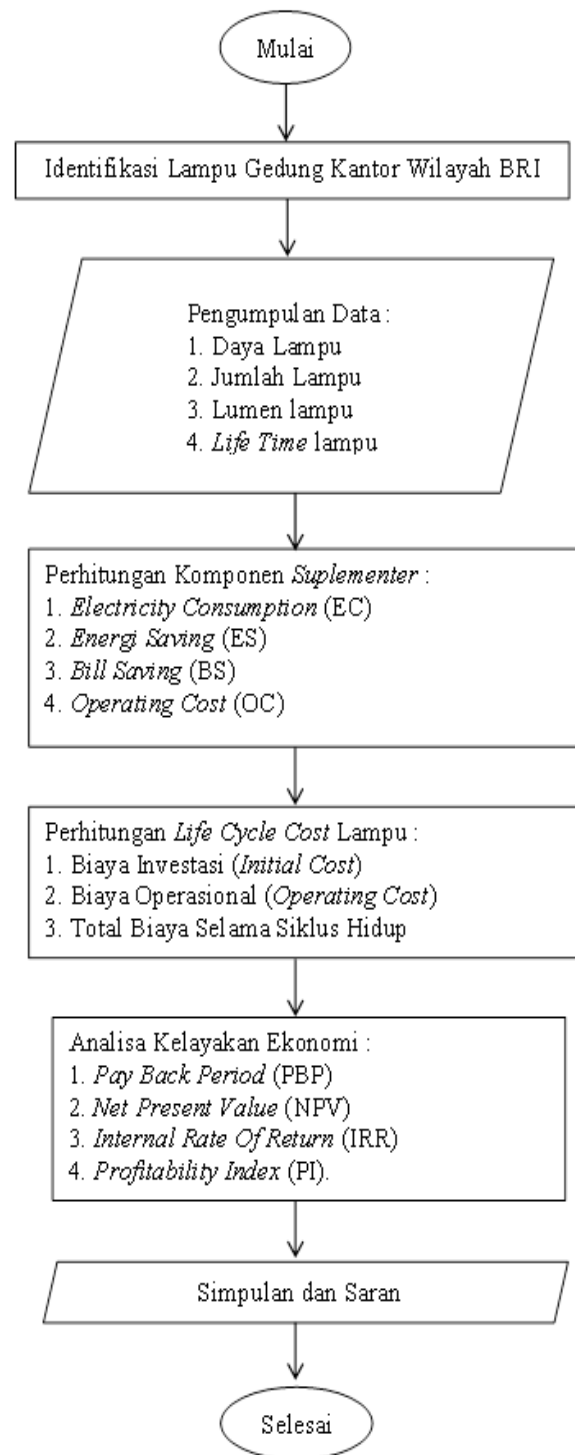 Mulai
Identifikasi Lampu Gedung Kantor Wilayah BRI
Pengumpulan Data :
1. Daya Lampu
2. Jumlah Lampu
3. Lumen lampu
4. Life Time lampu
Perhitungan Komponen Suplementer :
1. Electricity Consumption (EC)
2. Energi Saving (ES)
3. Bill Saving (BS)
4. Operating Cost (OC)
Perhitungan Life Cycle Cost Lampu :
1. Biaya Investasi (Initial Cost)
2. Biaya Operasional (Operating Cost)
3. Total Biaya Selama Siklus Hidup
Analisa Kelayakan Ekonomi :
1. Pay Back Period (PBP)
2. Net Present Value (NPV)
3. Internal Rate Of Return (IRR)
4. Profitability Index (PI).
Simpulan dan Saran
Selesai